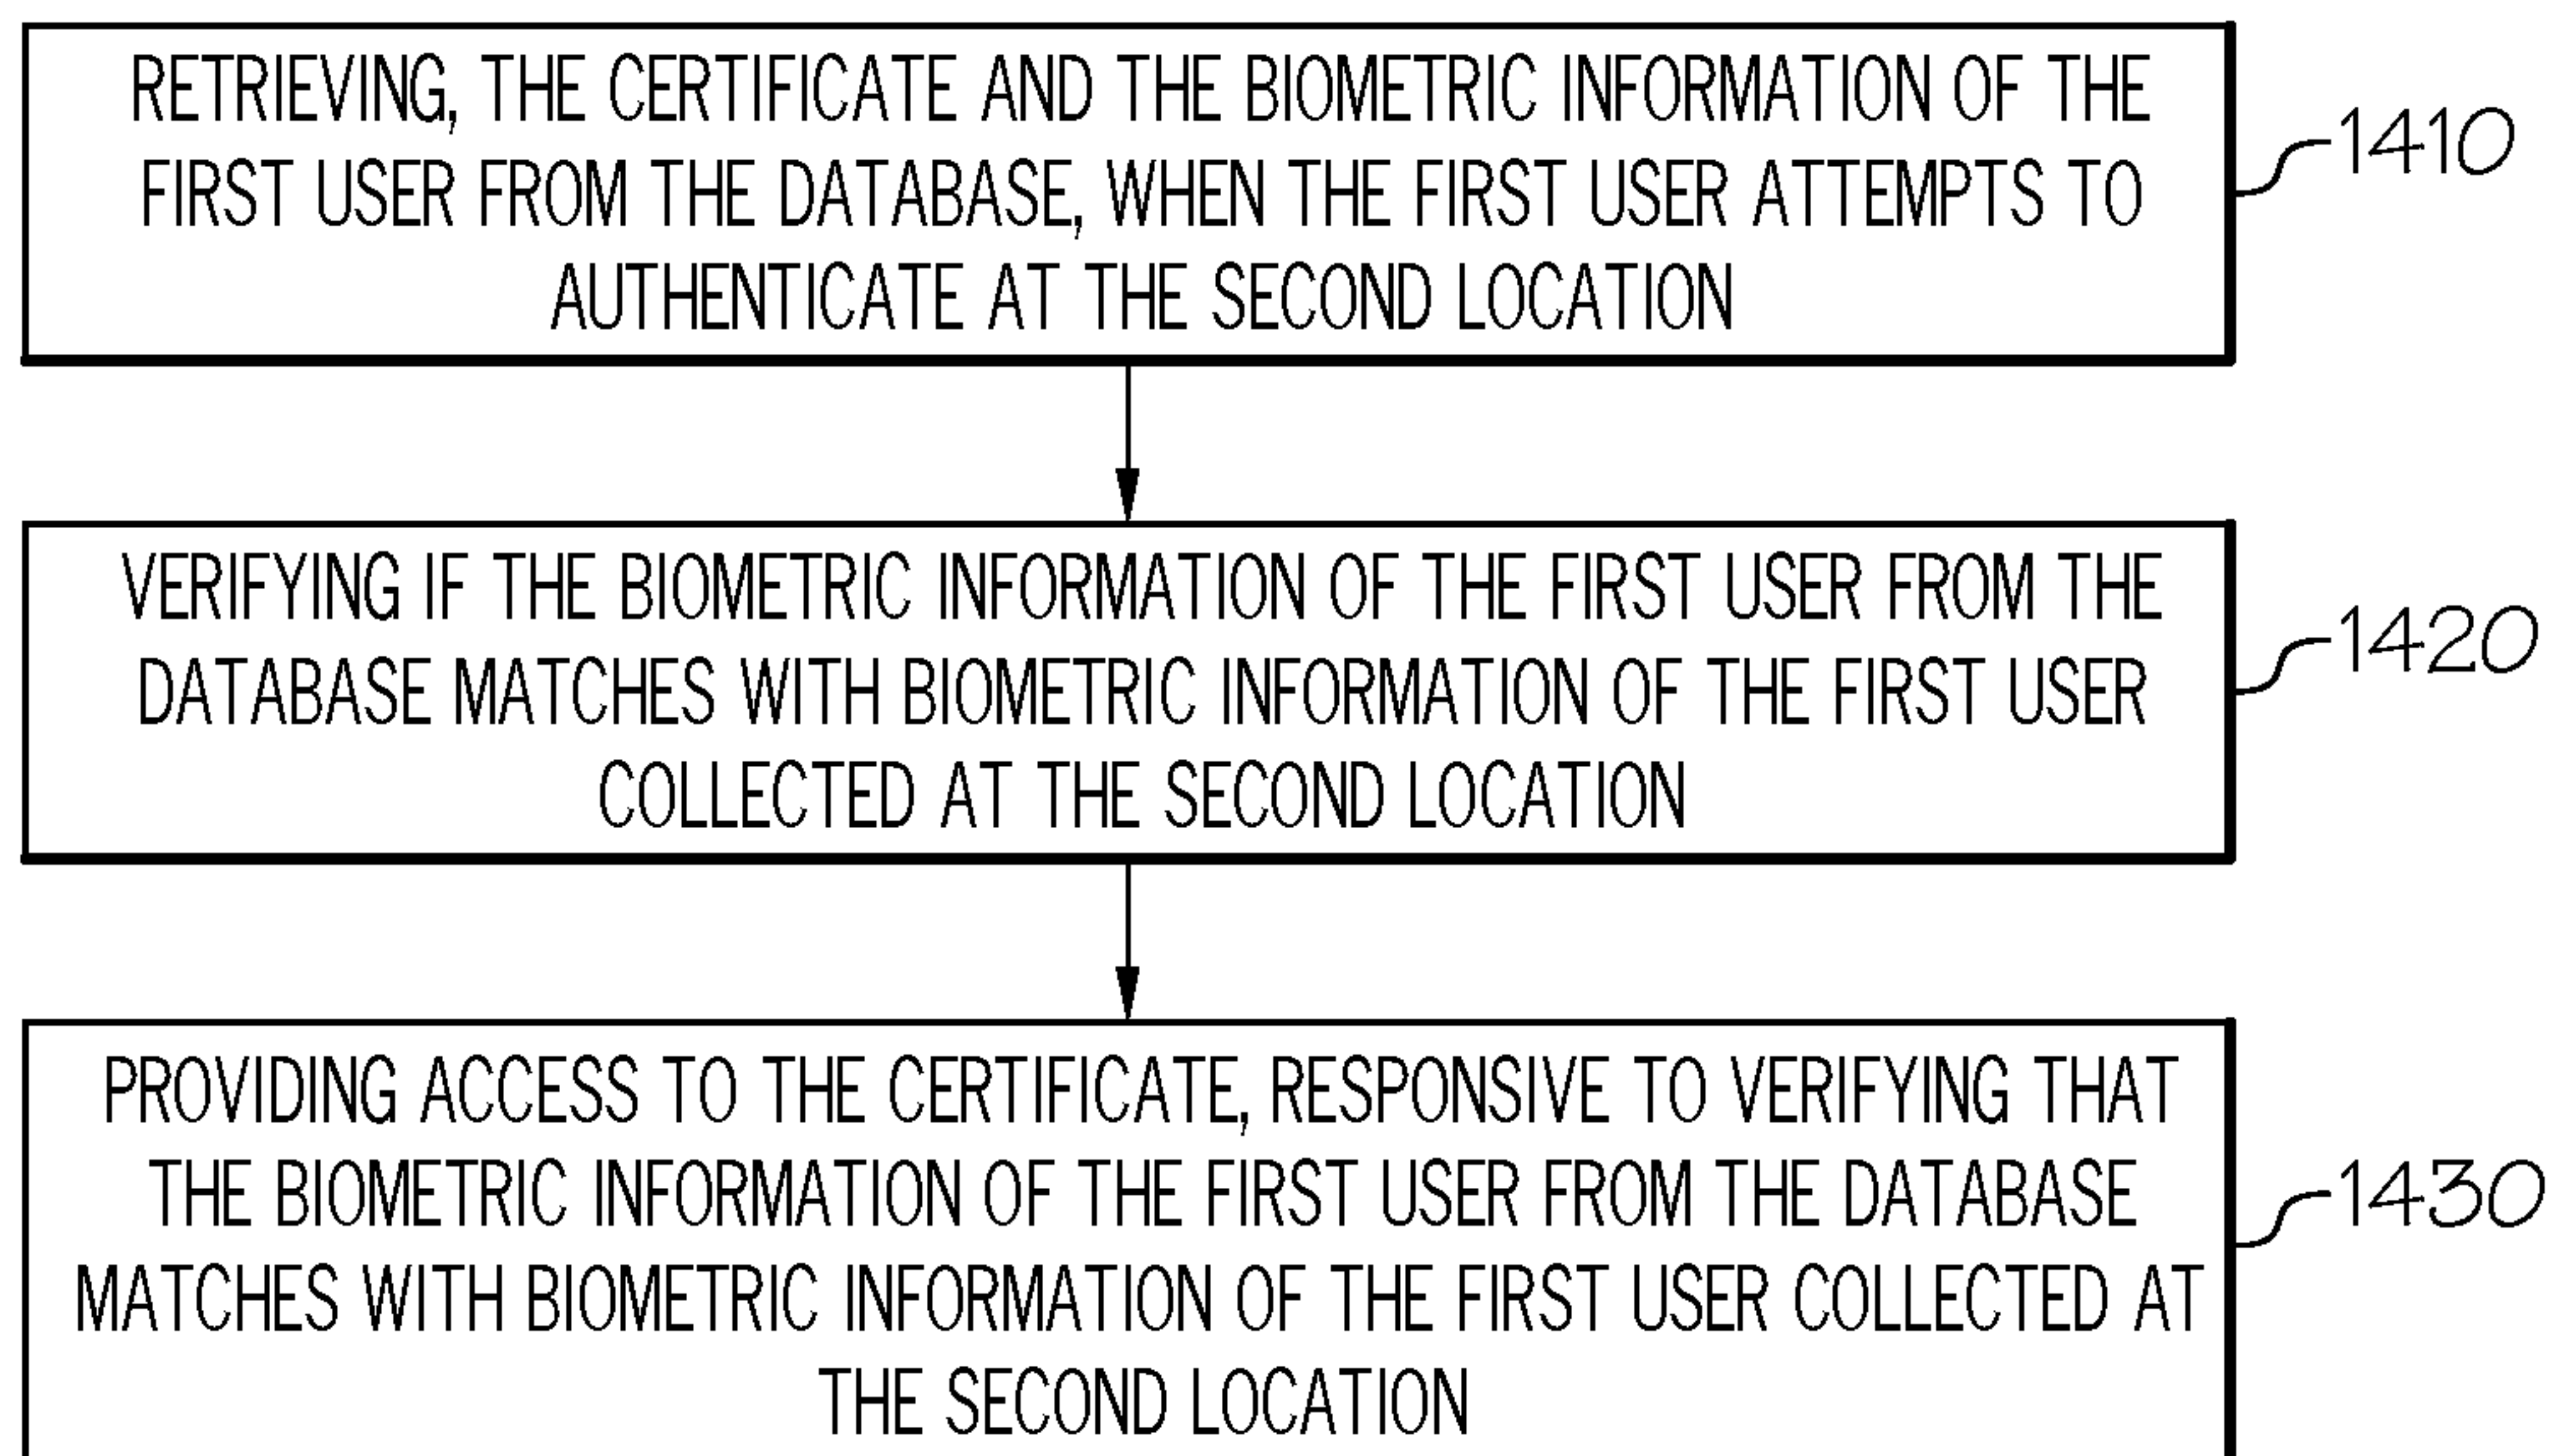 RETRIEVING, THE CERTIFICATE AND THE BIOMETRIC INFORMATION OF THE
FIRST USER FROM THE DATABASE, WHEN THE FIRST USER ATTEMPTS TO
AUTHENTICATE AT THE SECOND LOCATION
1410
VERIFYING IF THE BIOMETRIC INFORMATION OF THE FIRST USER FROM THE
DATABASE MATCHES WITH BIOMETRIC INFORMATION OF THE FIRST USER
COLLECTED AT THE SECOND LOCATION
1420
PROVIDING ACCESS TO THE CERTIFICATE, RESPONSIVE TO VERIFYING THAT
THE BIOMETRIC INFORMATION OF THE FIRST USER FROM THE DATABASE
MATCHES WITH BIOMETRIC INFORMATION OF THE FIRST USER COLLECTED AT
THE SECOND LOCATION
1430